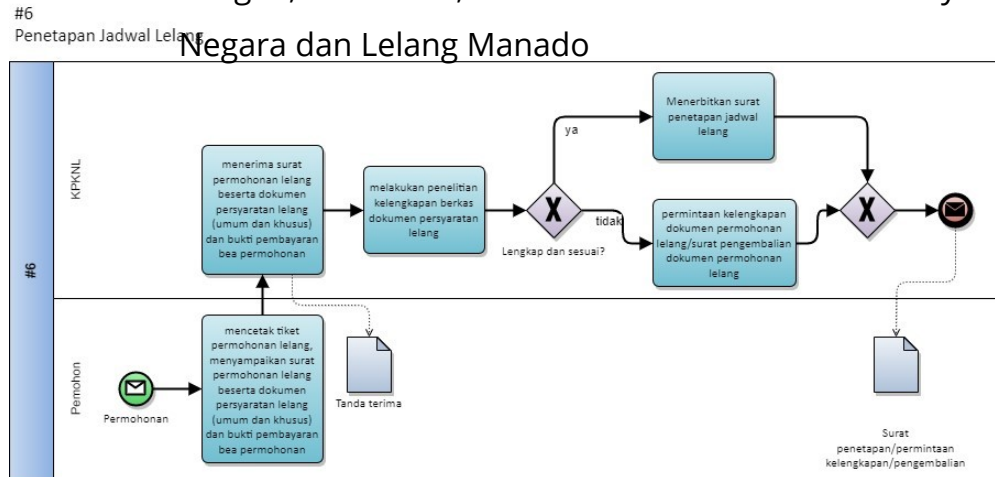 #6
Penetapan Jadwal Lelang
Negara dan Lelang Manado
#6
KPKNL
menerima surat
permohonan lelang
beserta dokumen
persyaratan lelang
(umum dan khusus)
dan bukti pembayaran
bea permohonan
melakukan penelitian
kelengkapan berkas
dokumen persyaratan
lelang
X
Lengkap dan sesuai?
ya
Menerbitkan surat
penetapan jadwal
lelang
tidak
permintaan kelengkapan
dokumen permohonan
lelang/surat pengembalian
dokumen permohonan
lelang
X
Pemohon
Permohonan
mencetak tiket
permohonan lelang,
menyampaikan surat
permohonan lelang
beserta dokumen
persyaratan lelang
(umum dan khusus)
dan bukti pembayaran
bea permohonan
Tanda terima
Surat
penetapan/permintaan
kelengkapan/pengembalian